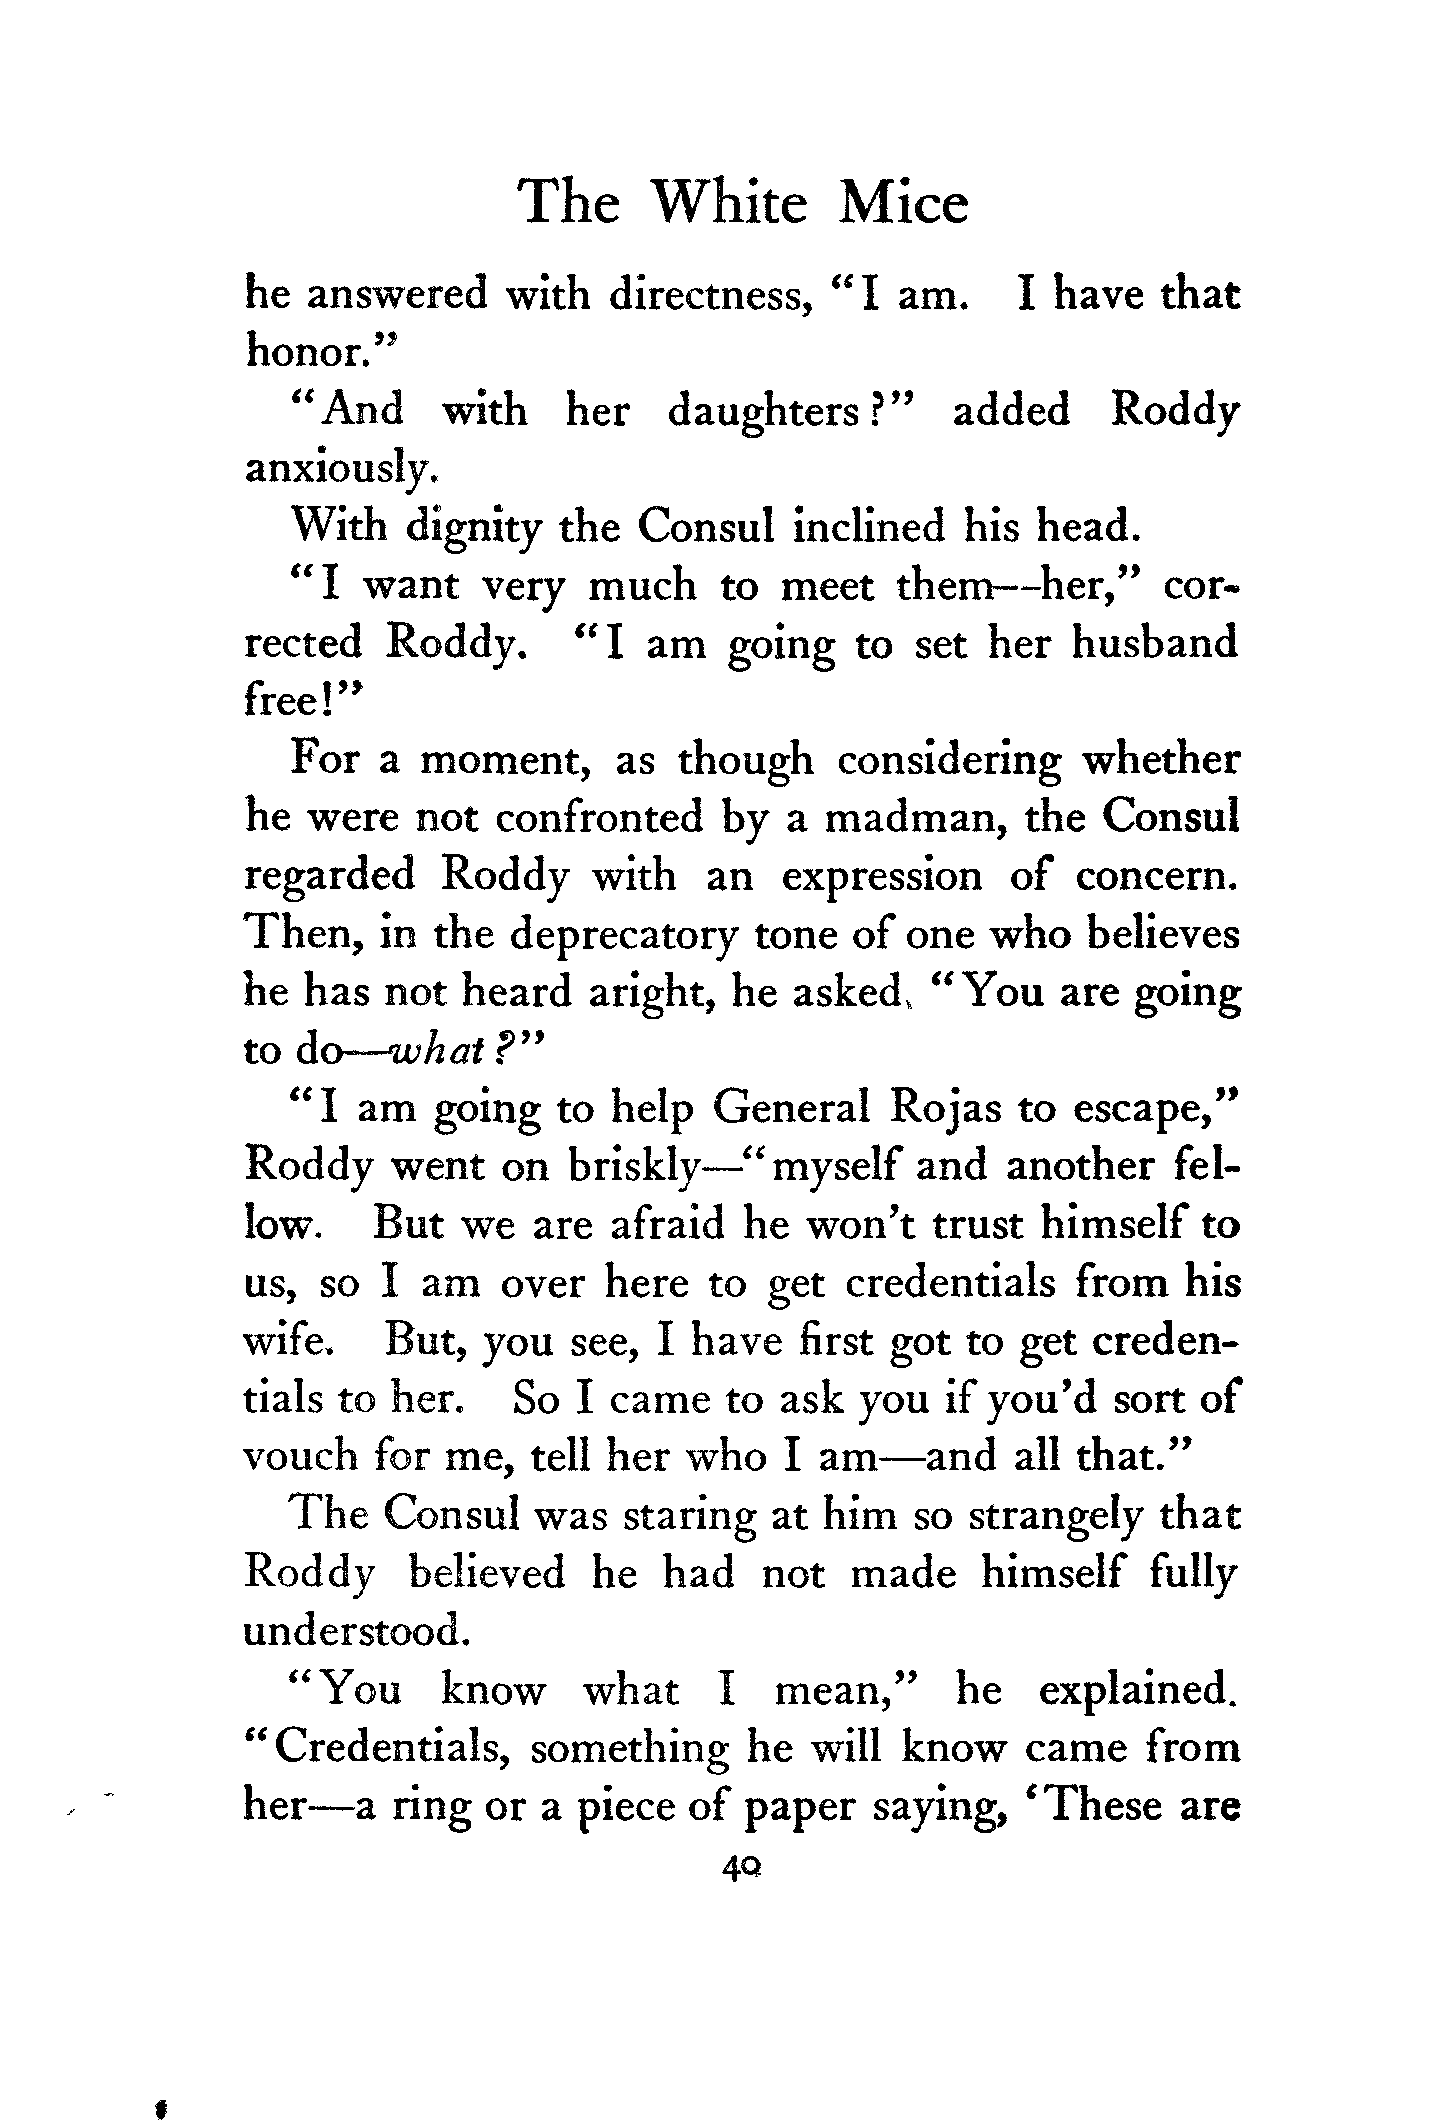 The White Mice
he answered with directness, “I am. I have that
honor.”
“And with her daughters?” added Roddy
anxiously.
With dignity the Consul inclined his head.
“I want very much to meet them—her,” cor-
rected Roddy. “I am going to set her husband
free!”
For a moment, as though considering whether
he were not confronted by a madman, the Consul
regarded Roddy with an expression of concern.
Then, in the deprecatory tone of one who believes
he has not heard aright, he asked, “You are going
to do—what?”
“I am going to help General Rojas to escape,”
Roddy went on briskly—“myself and another fel-
low. But we are afraid he won’t trust himself to
us, so I am over here to get credentials from his
wife. But, you see, I have first got to get creden-
tials to her. So I came to ask you if you’d sort of
vouch for me, tell her who I am—and all that.”
The Consul was staring at him so strangely that
Roddy believed he had not made himself fully
understood.
“You know what I mean,” he explained.
“Credentials, something he will know came from
her—a ring or a piece of paper saying, ‘These are
40